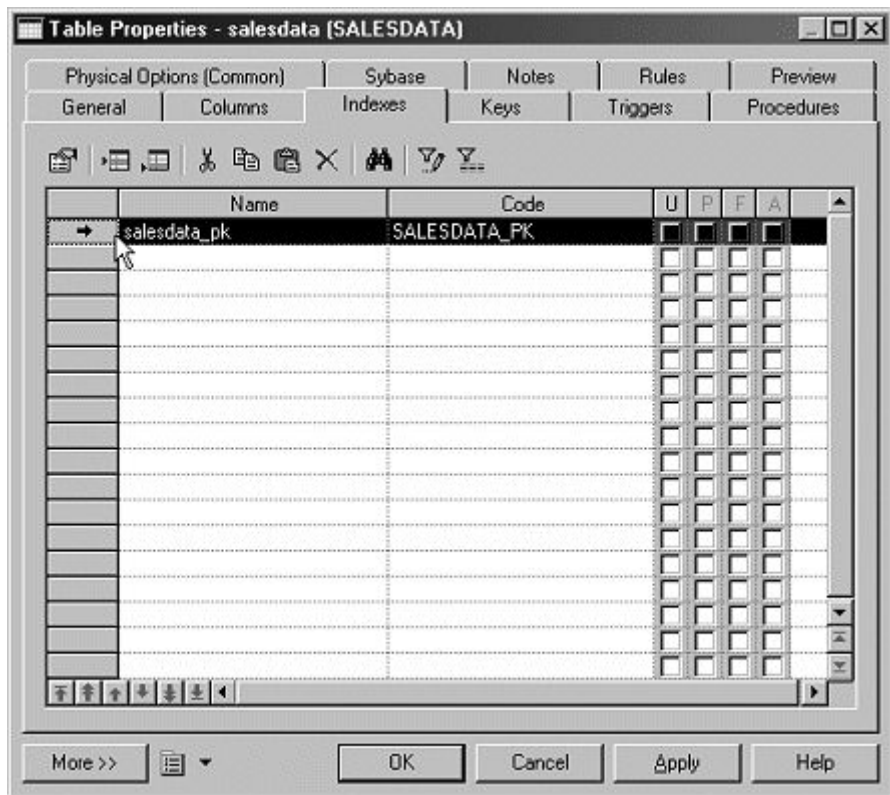 Table Properties - salesdata (SALESDATA)
Physical Options (Common) Sybase Notes Rules Preview
General Columns Indexes Keys Triggers Procedures
Name Code U P F A
salesdata_pk SALESDATA_PK
More >> OK Cancel Apply Help